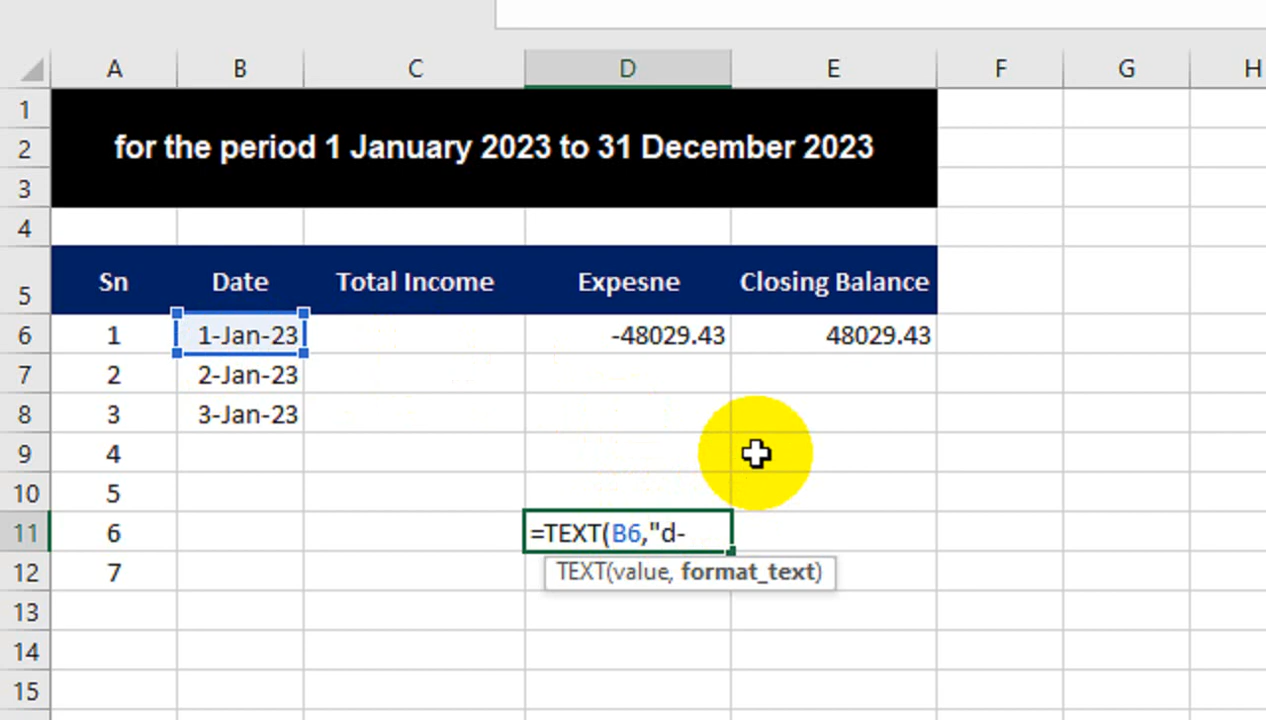 A B C D E F G H
1
2 for the period 1 January 2023 to 31 December 2023
3
4
5 Sn Date Total Income Expesne Closing Balance
6 1 1-Jan-23 -48029.43 48029.43
7 2 2-Jan-23
8 3 3-Jan-23
9 4
10 5
11 6 =TEXT(B6,"d-
TEXT(value, format_text)
12 7
13
14
15